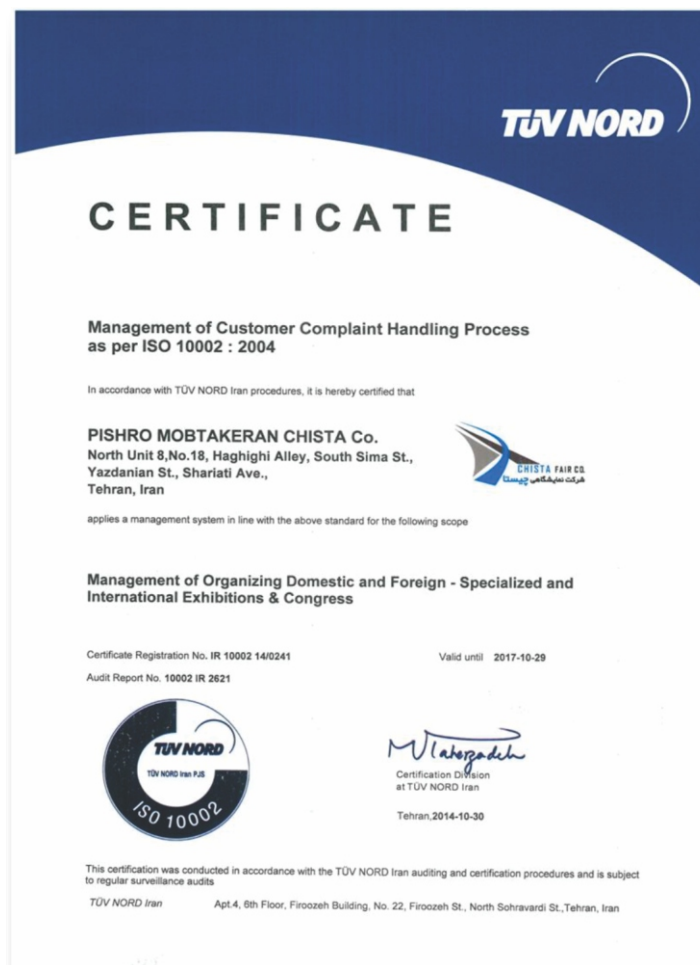 TÜV NORD
CERTIFICATE
Management of Customer Complaint Handling Process
as per ISO 10002 : 2004
In accordance with TÜV NORD Iran procedures, it is hereby certified that
PISHRO MOBTAKERAN CHISTA Co.
North Unit 8,No.18, Haghighi Alley, South Sima St.,
Yazdanian St., Shariati Ave.,
Tehran, Iran
CHISTA FAIR CO.
شرکت نمایشگاهی چیستا
applies a management system in line with the above standard for the following scope
Management of Organizing Domestic and Foreign - Specialized and
International Exhibitions & Congress
Certificate Registration No. IR 10002 14/0241
Valid until 2017-10-29
Audit Report No. 10002 IR 2621
TÜV NORD
TÜV NORD Iran PJS
ISO 10002
Certification Division
at TÜV NORD Iran
Tehran,2014-10-30
This certification was conducted in accordance with the TÜV NORD Iran auditing and certification procedures and is subject
to regular surveillance audits
TÜV NORD Iran
Apt.4, 6th Floor, Firoozeh Building, No. 22, Firoozeh St., North Sohravardi St.,Tehran, Iran